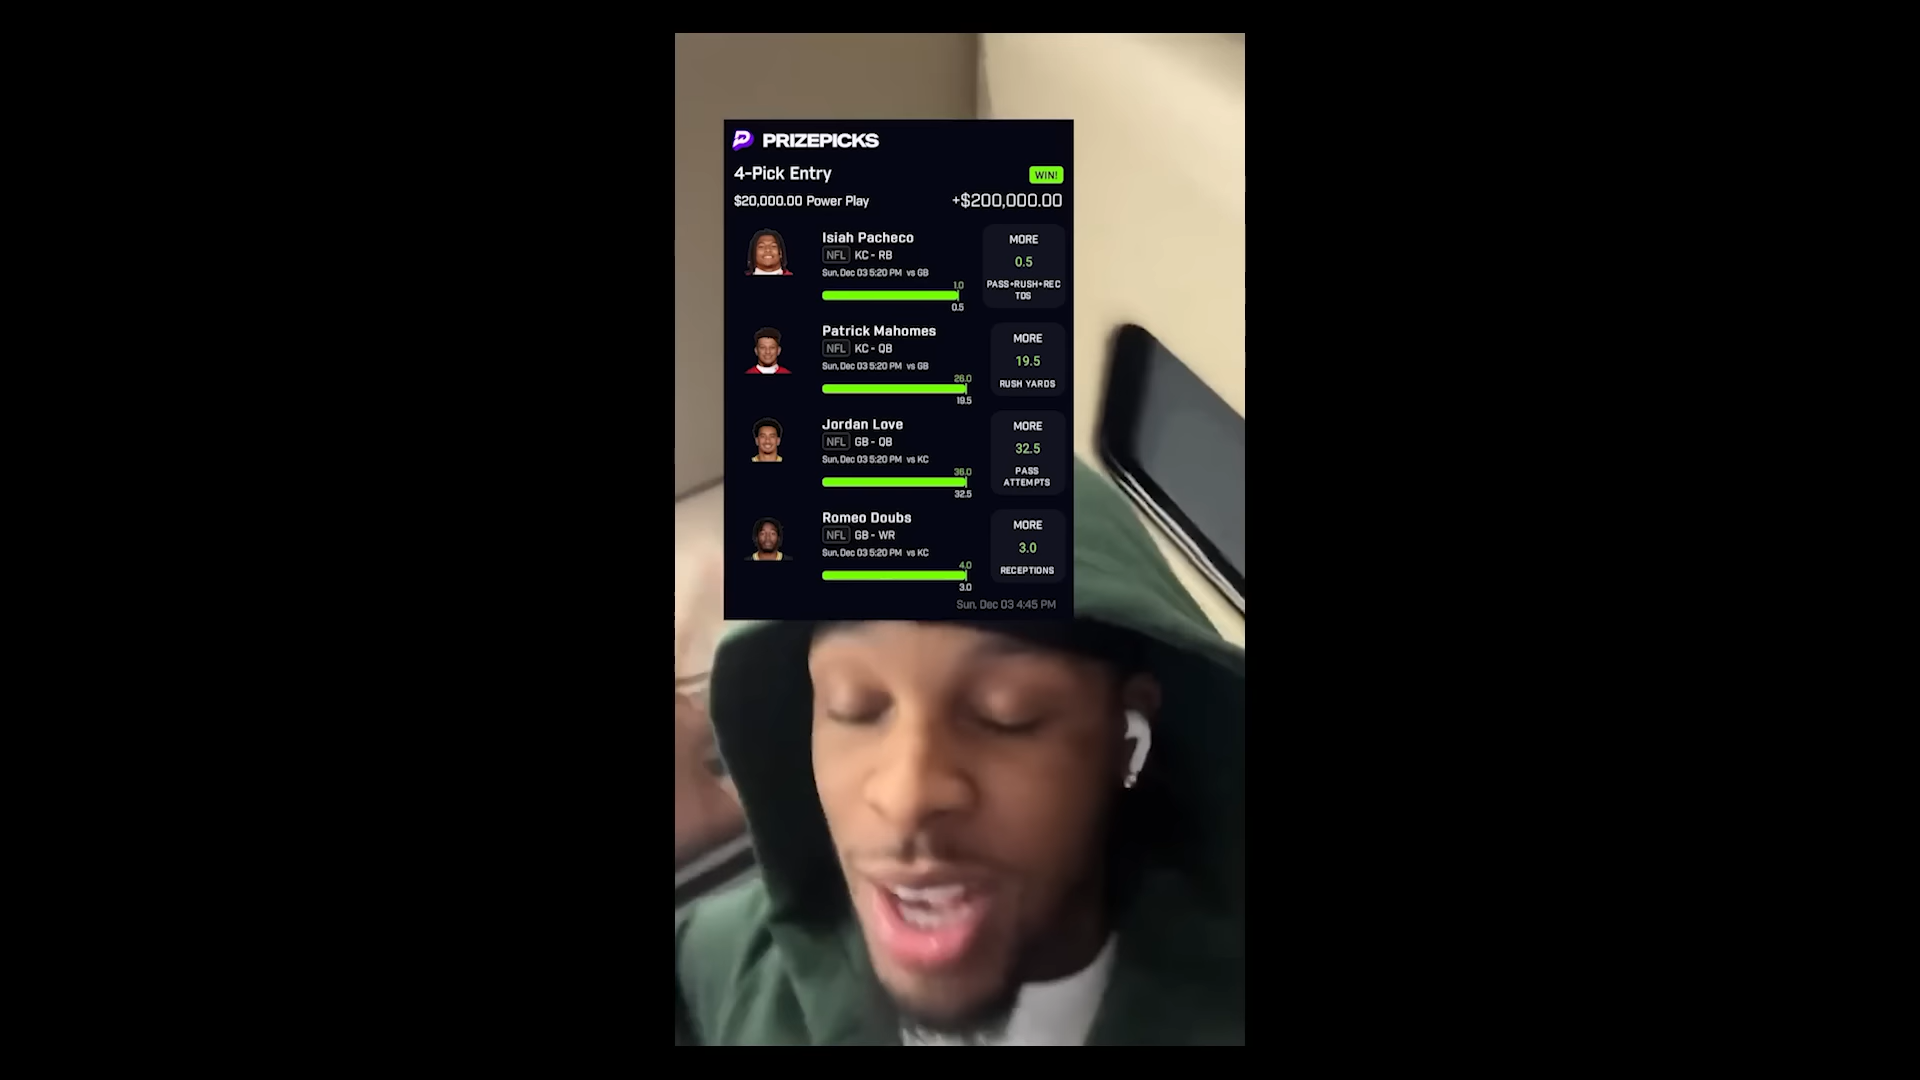 PRIZEPICKS
4-Pick Entry
WIN!
$20,000.00 Power Play
+$200,000.00
Isiah Pacheco
NFL KC - RB
Sun, Dec 03 5:20 PM vs GB
1.0
0.5
MORE
0.5
PASS+RUSH+REC
TDS
Patrick Mahomes
NFL KC - QB
Sun, Dec 03 5:20 PM vs GB
26.0
19.5
MORE
19.5
RUSH YARDS
Jordan Love
NFL GB - QB
Sun, Dec 03 5:20 PM vs KC
36.0
32.5
MORE
32.5
PASS
ATTEMPTS
Romeo Doubs
NFL GB - WR
Sun, Dec 03 5:20 PM vs KC
4.0
3.0
MORE
3.0
RECEPTIONS
Sun, Dec 03 4:45 PM